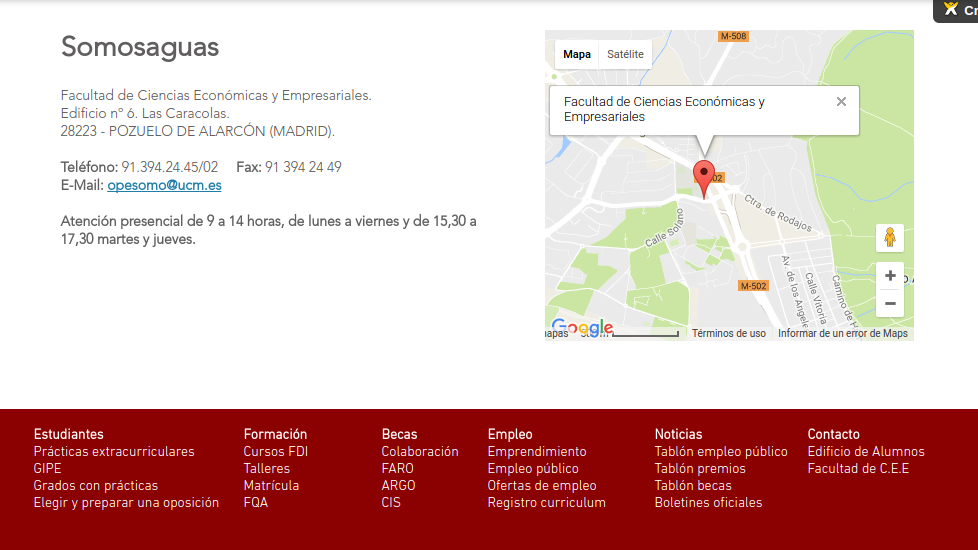 Cr
Somosaguas
Facultad de Ciencias Económicas y Empresariales.
Edificio nº 6. Las Caracolas.
28223 - POZUELO DE ALARCÓN (MADRID).
Teléfono: 91.394.24.45/02 Fax: 91 394 24 49
E-Mail: opesomo@ucm.es
Atención presencial de 9 a 14 horas, de lunes a viernes y de 15,30 a
17,30 martes y jueves.
M-508
Mapa Satélite
Facultad de Ciencias Económicas y
Empresariales
02
Ctra. de Rodajos
Calle Solano
M-502
Av. de los Angele
Calle Vitoria
Camino de H
Google
mapas
Términos de uso Informar de un error de Maps
Estudiantes
Prácticas extracurriculares
GIPE
Grados con prácticas
Elegir y preparar una oposición
Formación
Cursos FDI
Talleres
Matrícula
FQA
Becas
Colaboración
FARO
ARGO
CIS
Empleo
Emprendimiento
Empleo público
Ofertas de empleo
Registro curriculum
Noticias
Tablón empleo público
Tablón premios
Tablón becas
Boletines oficiales
Contacto
Edificio de Alumnos
Facultad de C.E.E